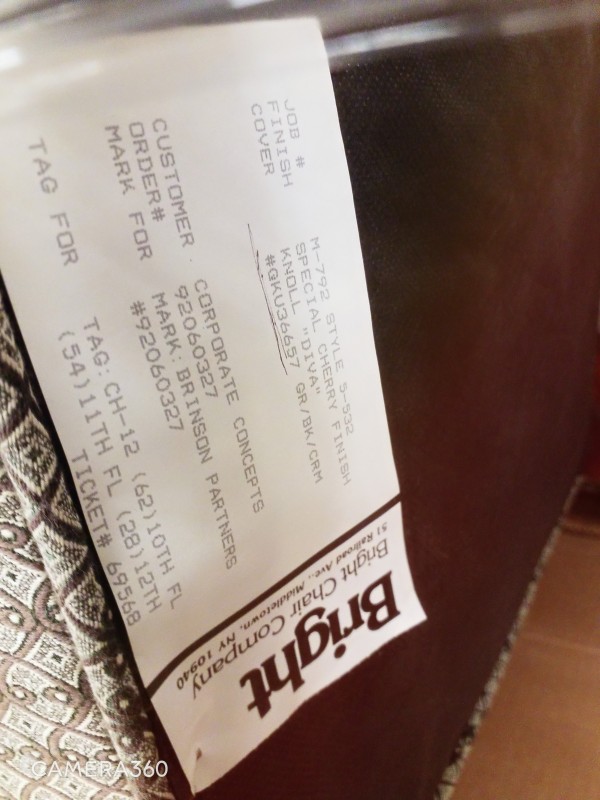 Bright
Bright Chair Company
51 Railroad Ave., Middletown, NY 10940
JOB # M-792 STYLE S-532
FINISH SPECIAL CHERRY FINISH
COVER KNOLL "DIVA"
#GKU36657 GR/BK/CRM
CUSTOMER . CORPORATE CONCEPTS
ORDER# 92060327
MARK FOR MARK: BRINSON PARTNERS
#92060327
TAG FOR TAG: CH-12 (62)10TH FL
(54)11TH FL (28)12TH
TICKET# 69568
CAMERA360